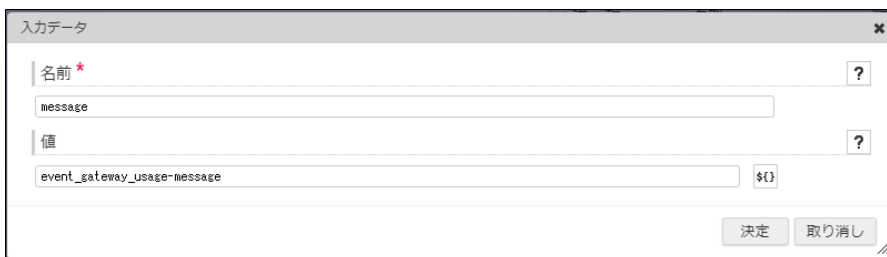 入力データ
名前 *
?
message
値
?
event_gateway_usage-message
${}
決定 取り消し